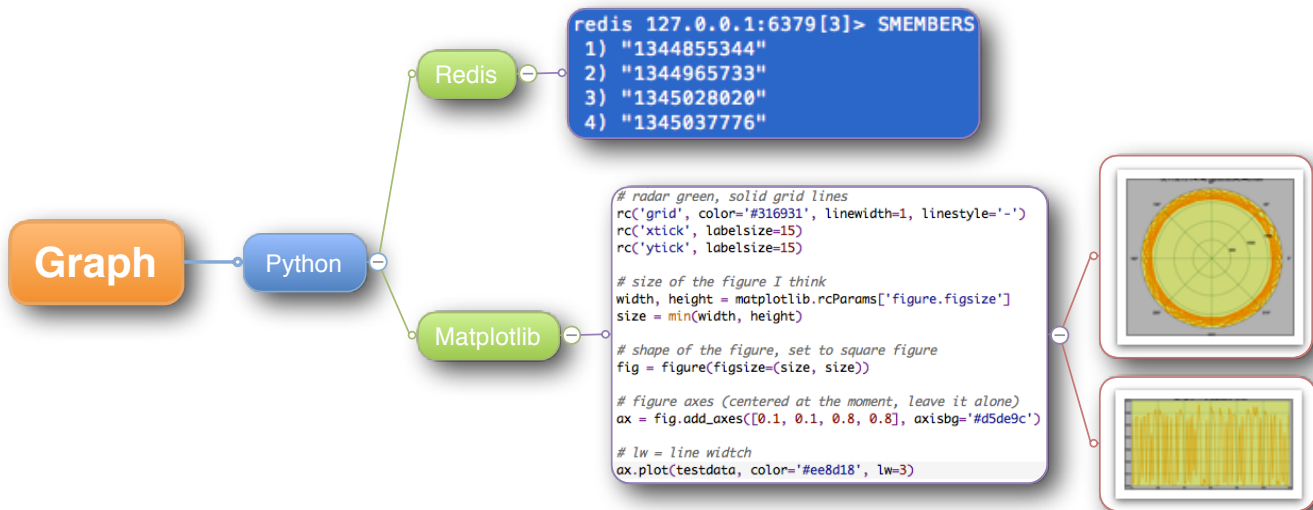 Graph
Python
Redis
redis 127.0.0.1:6379[3]> SMEMBERS
1) "1344855344"
2) "1344965733"
3) "1345028020"
4) "1345037776"
Matplotlib
# radar green, solid grid lines
rc('grid', color='#316931', linewidth=1, linestyle='-')
rc('xtick', labelsize=15)
rc('ytick', labelsize=15)
# size of the figure I think
width, height = matplotlib.rcParams['figure.figsize']
size = min(width, height)
# shape of the figure, set to square figure
fig = figure(figsize=(size, size))
# figure axes (centered at the moment, leave it alone)
ax = fig.add_axes([0.1, 0.1, 0.8, 0.8], axisbg='#d5de9c')
# lw = line widtch
ax.plot(testdata, color='#ee8d18', lw=3)